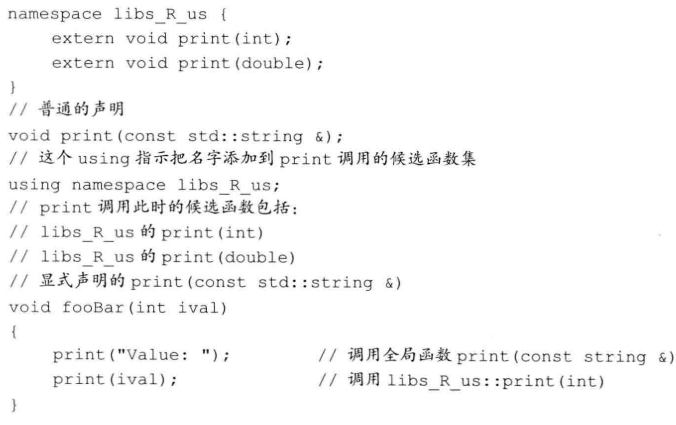 namespace libs_R_us {
    extern void print(int);
    extern void print(double);
}
// 普通的声明
void print(const std::string &);
// 这个 using 指示把名字添加到 print 调用的候选函数集
using namespace libs_R_us;
// print 调用此时的候选函数包括:
// libs_R_us 的 print(int)
// libs_R_us 的 print(double)
// 显式声明的 print(const std::string &)
void fooBar(int ival)
{
    print("Value: ");          // 调用全局函数 print(const string &)
    print(ival);               // 调用 libs_R_us::print(int)
}